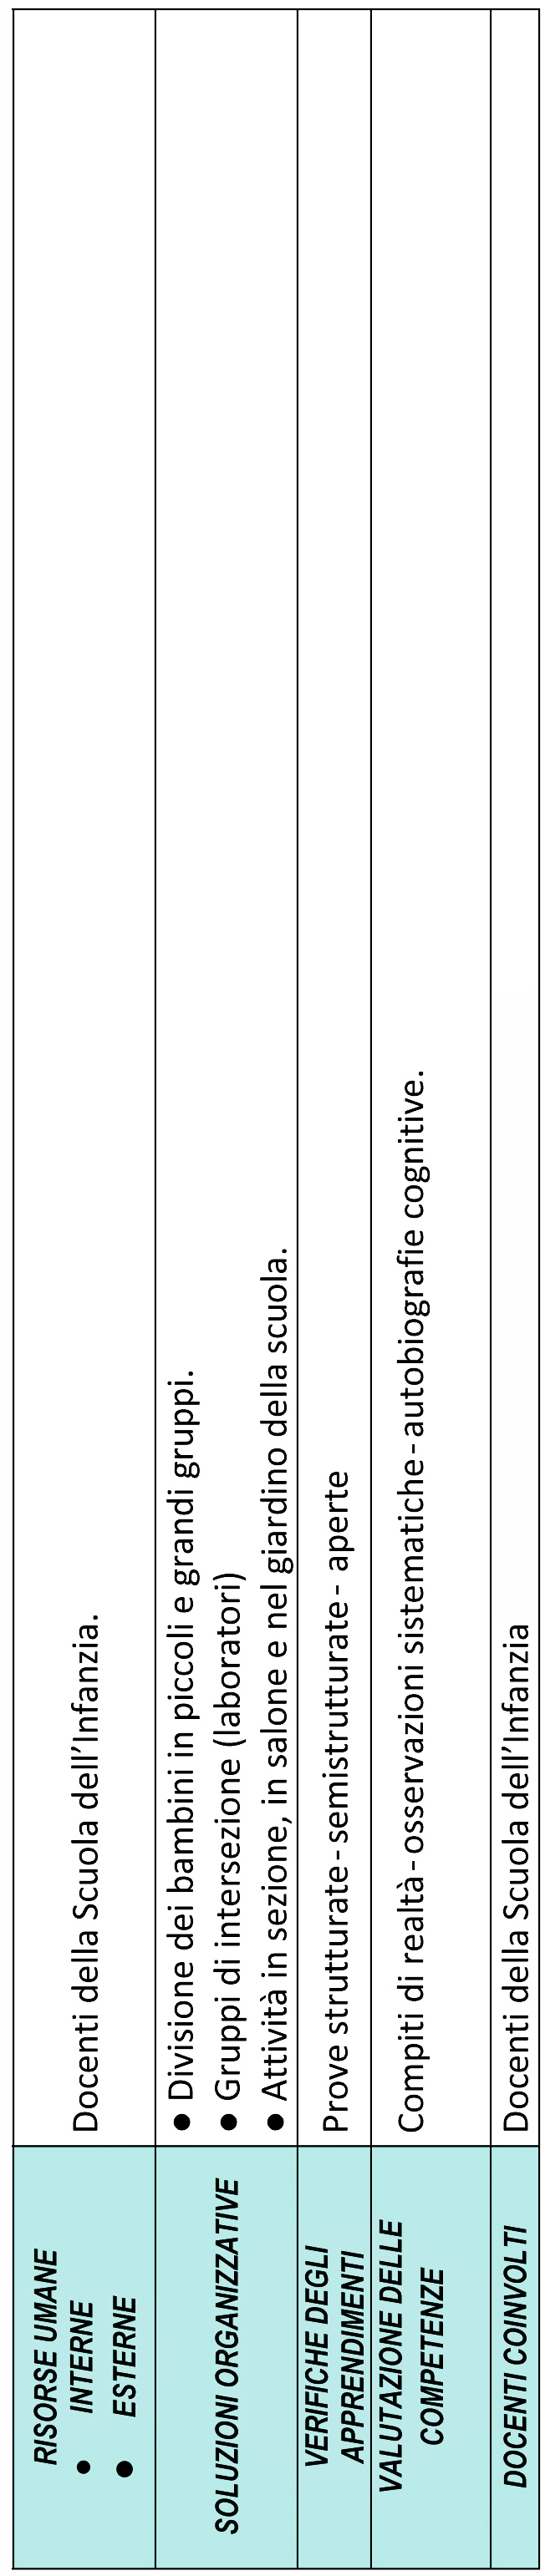 RISORSE UMANE
● INTERNE
● ESTERNE
Docenti della Scuola dell’Infanzia.
SOLUZIONI ORGANIZZATIVE
● Divisione dei bambini in piccoli e grandi gruppi.
● Gruppi di intersezione (laboratori)
● Attività in sezione, in salone e nel giardino della scuola.
VERIFICHE DEGLI
APPRENDIMENTI
Prove strutturate - semistrutturate - aperte
VALUTAZIONE DELLE
COMPETENZE
Compiti di realtà - osservazioni sistematiche - autobiografie cognitive.
DOCENTI COINVOLTI
Docenti della Scuola dell’Infanzia